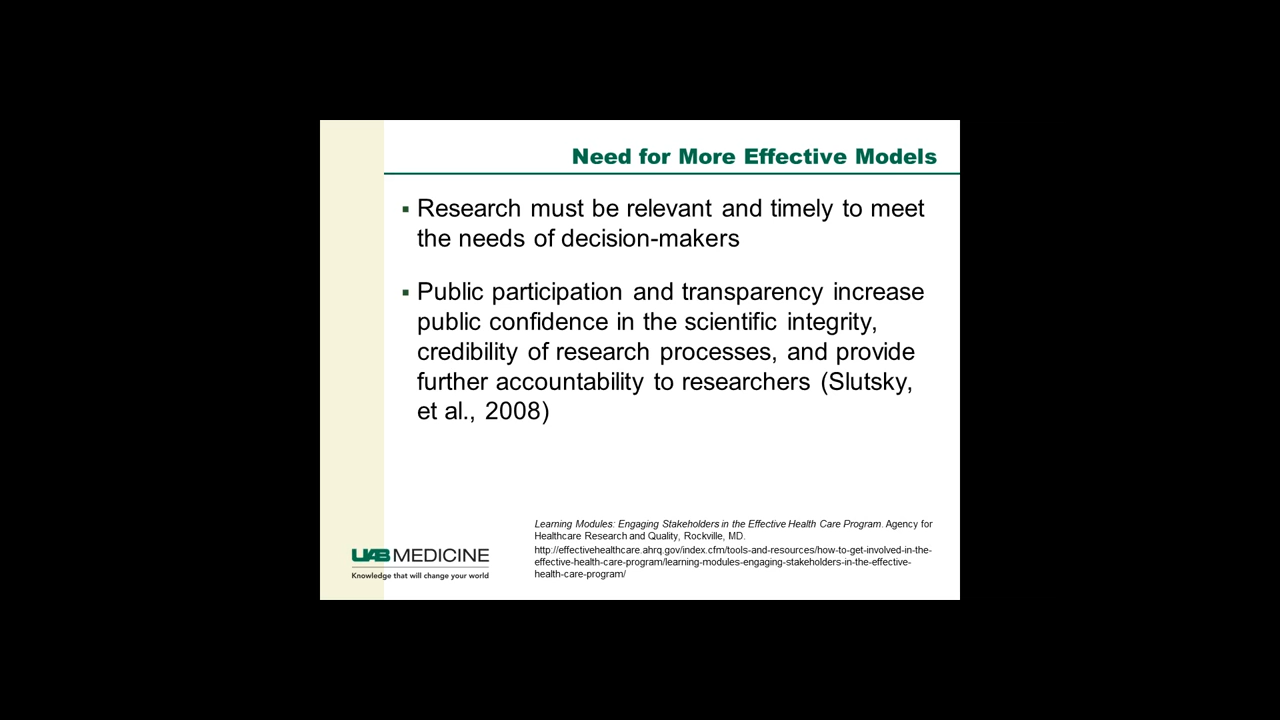 Need for More Effective Models
▪ Research must be relevant and timely to meet
the needs of decision-makers
▪ Public participation and transparency increase
public confidence in the scientific integrity,
credibility of research processes, and provide
further accountability to researchers (Slutsky,
et al., 2008)
Learning Modules: Engaging Stakeholders in the Effective Health Care Program. Agency for
Healthcare Research and Quality, Rockville, MD.
http://effectivehealthcare.ahrq.gov/index.cfm/tools-and-resources/how-to-get-involved-in-the-
effective-health-care-program/learning-modules-engaging-stakeholders-in-the-effective-
health-care-program/
UAB MEDICINE
Knowledge that will change your world